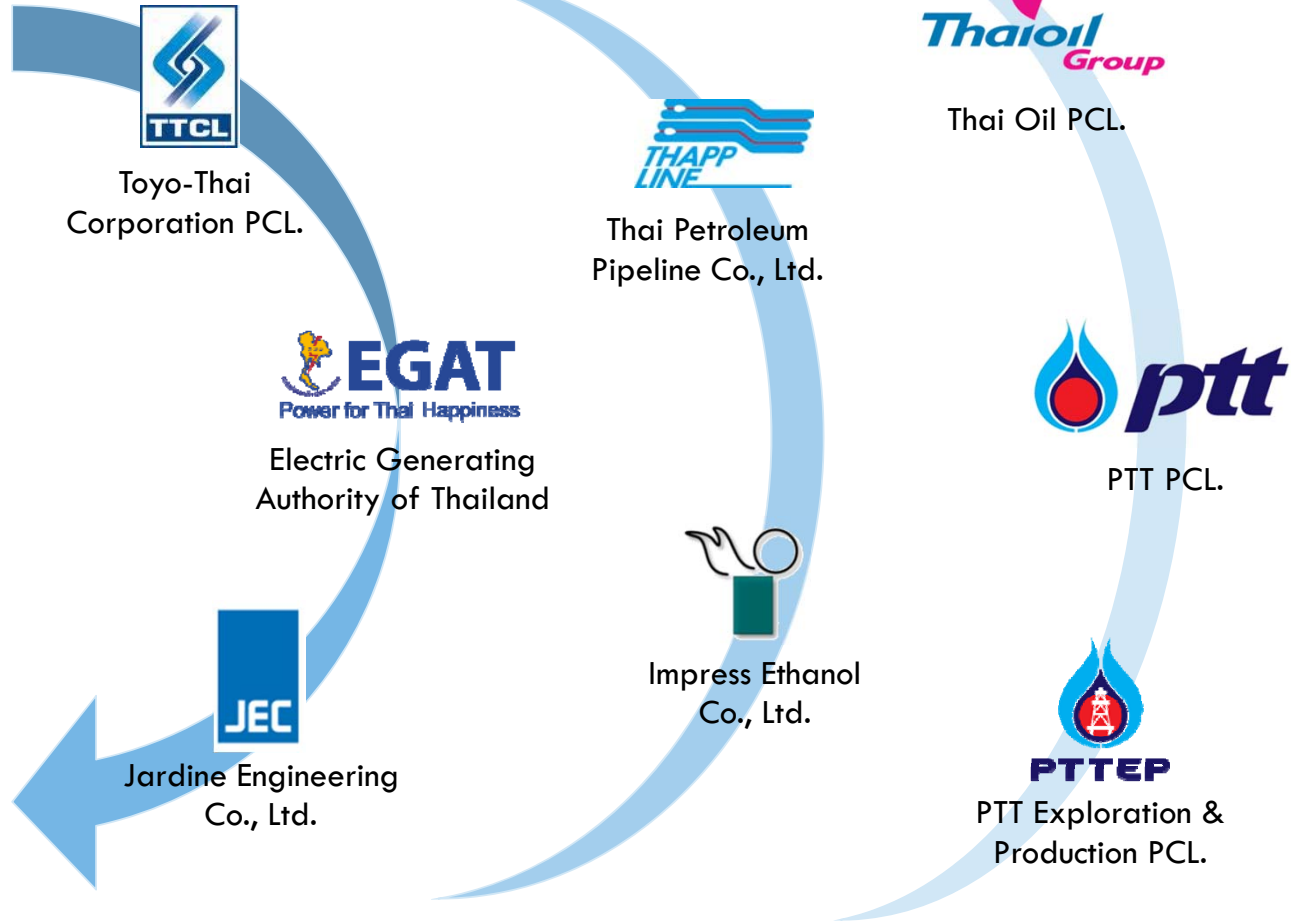 TTCL
Toyo-Thai
Corporation PCL.
EGAT
Power for Thai Happiness
Electric Generating
Authority of Thailand
JEC
Jardine Engineering
Co., Ltd.
THAPP
LINE
Thai Petroleum
Pipeline Co., Ltd.
Impress Ethanol
Co., Ltd.
Thaioil
Group
Thai Oil PCL.
ptt
PTT PCL.
PTTEP
PTT Exploration &
Production PCL.